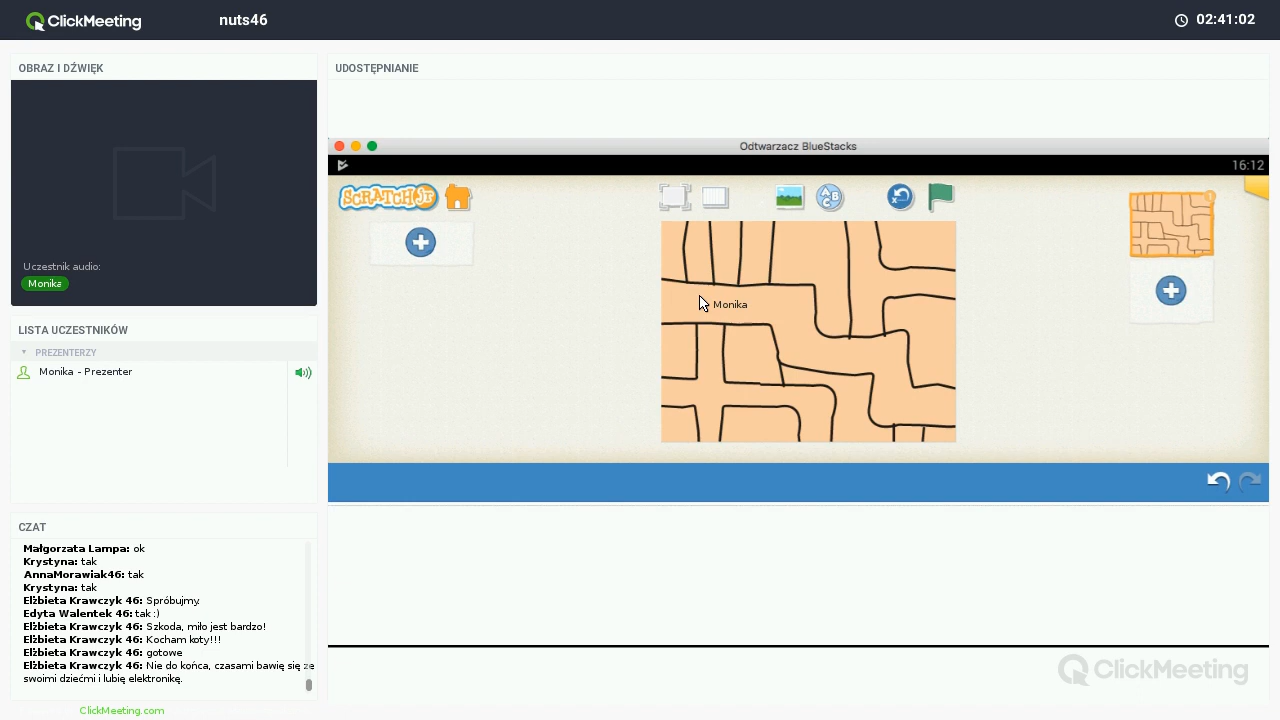 ClickMeeting
nuts46
02:41:02
OBRAZ I DŹWIĘK
UDOSTĘPNIANIE
Odtwarzacz BlueStacks
16:12
SCRATCHJr
A B C
Monika
Uczestnik audio:
Monika
LISTA UCZESTNIKÓW
PREZENTERZY
Monika - Prezenter
CZAT
Małgorzata Lampa: ok
Krystyna: tak
AnnaMorawiak46: tak
Krystyna: tak
Elżbieta Krawczyk 46: Spróbujmy.
Edyta Walentek 46: tak :)
Elżbieta Krawczyk 46: Szkoda, miło jest bardzo!
Elżbieta Krawczyk 46: Kocham koty!!!
Elżbieta Krawczyk 46: gotowe
Elżbieta Krawczyk 46: Nie do końca, czasami bawię się ze
swoimi dziećmi i lubię elektronikę.
ClickMeeting
ClickMeeting.com